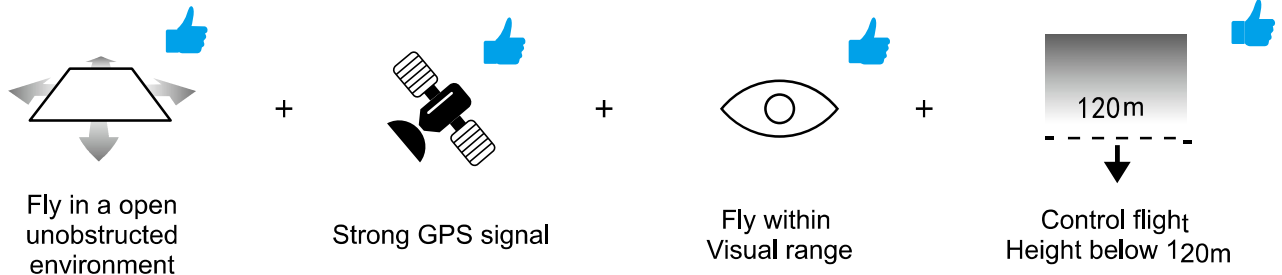 Fly in a open
unobstructed
environment
+
Strong GPS signal
+
Fly within
Visual range
+
120m
Control flight
Height below 120m